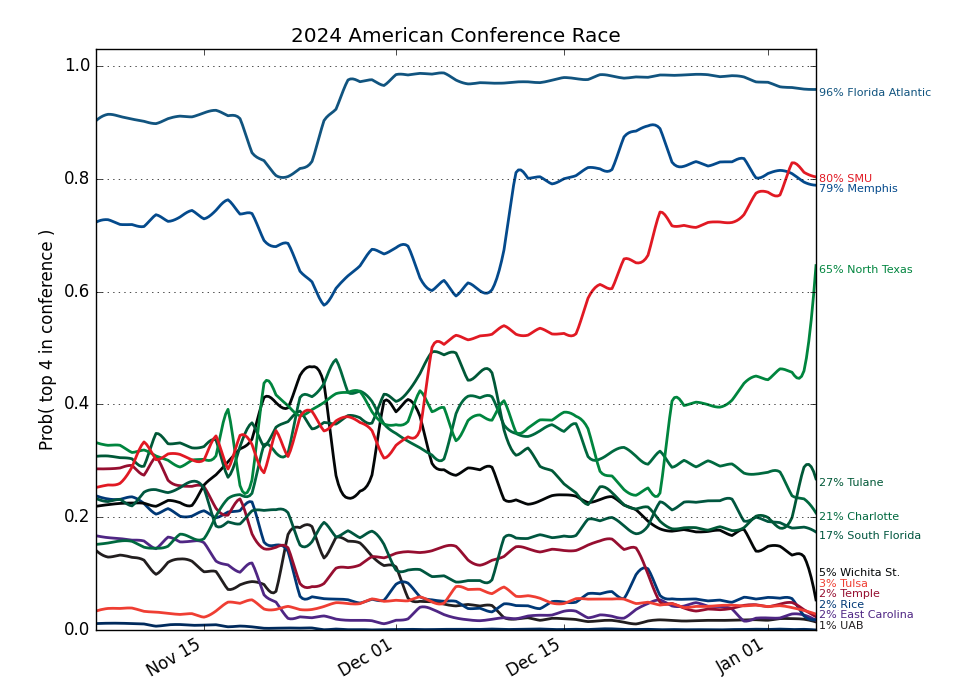 2024 American Conference Race
Prob( top 4 in conference )
1.0
0.8
0.6
0.4
0.2
0.0
Nov 15
Dec 01
Dec 15
Jan 01
96% Florida Atlantic
80% SMU
79% Memphis
65% North Texas
27% Tulane
21% Charlotte
17% South Florida
5% Wichita St.
3% Tulsa
2% Temple
2% Rice
2% East Carolina
1% UAB